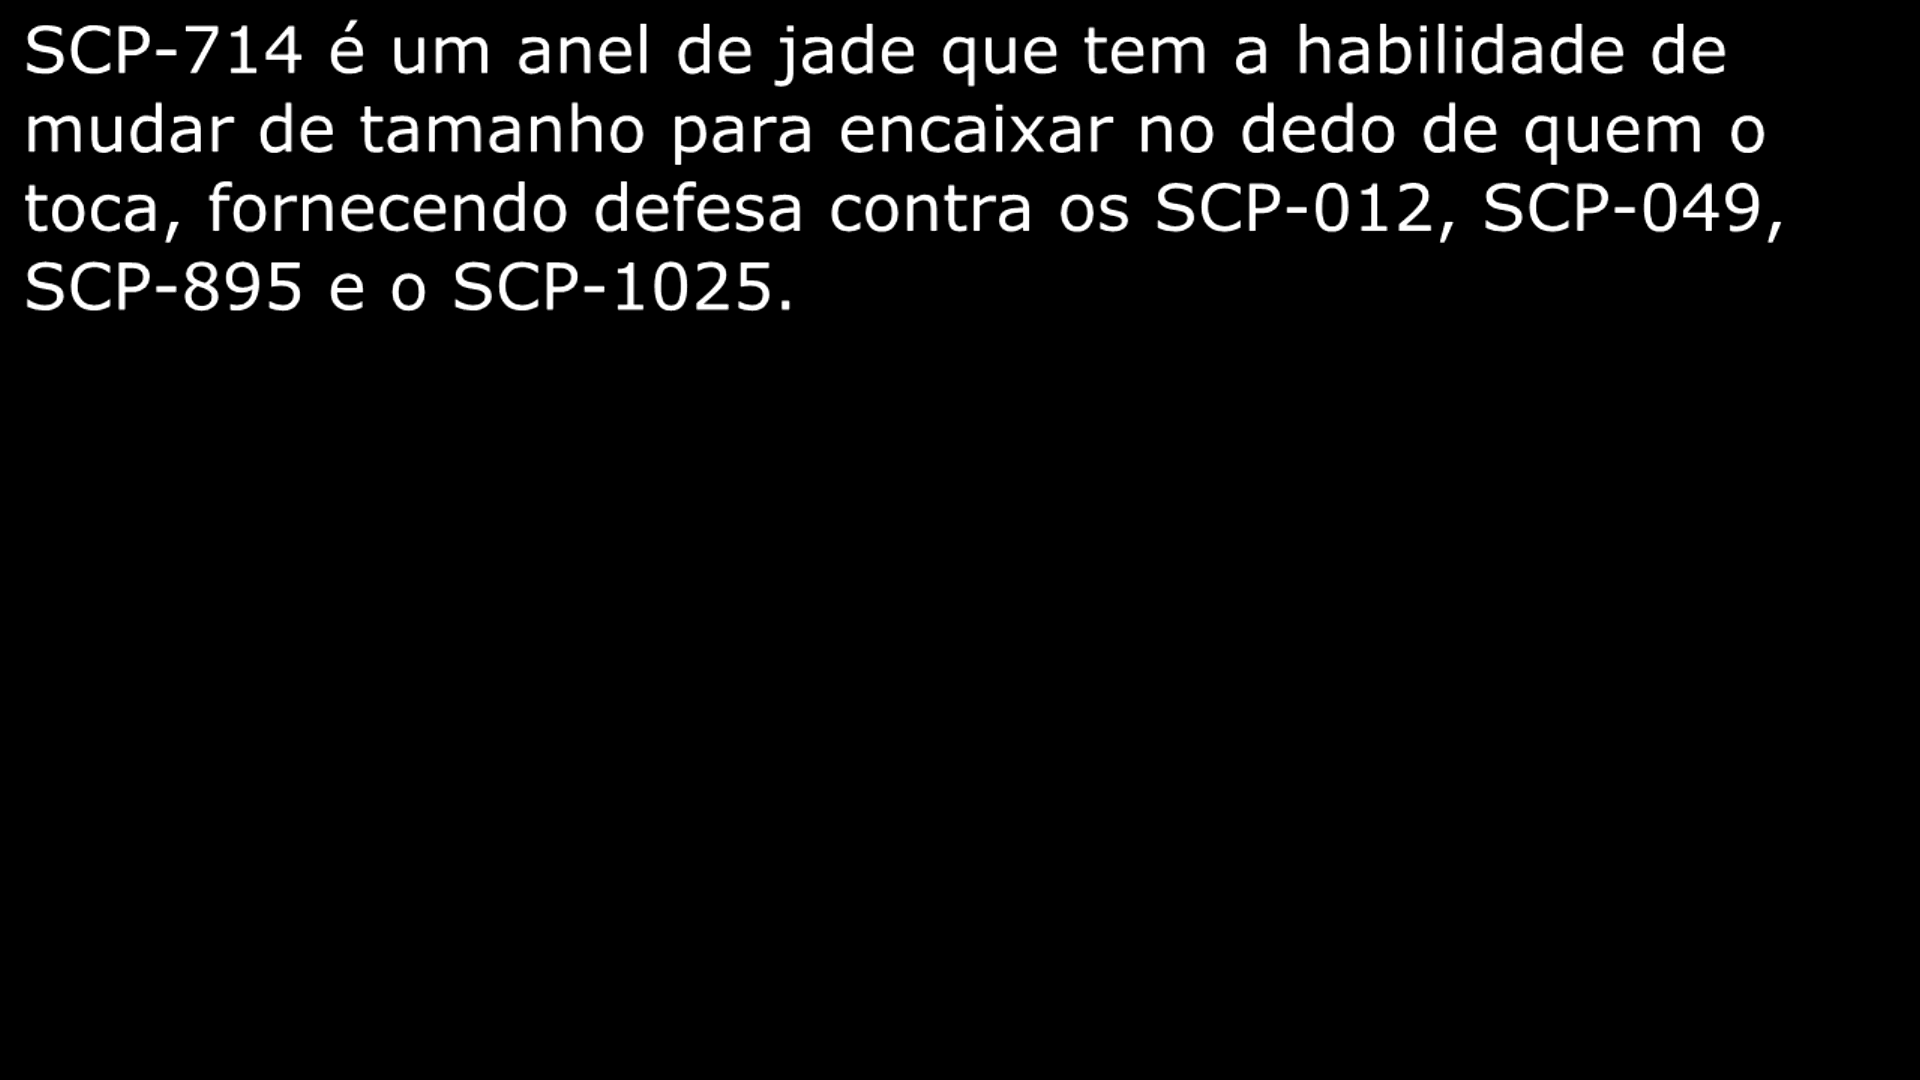 SCP-714 é um anel de jade que tem a habilidade de
mudar de tamanho para encaixar no dedo de quem o
toca, fornecendo defesa contra os SCP-012, SCP-049,
SCP-895 e o SCP-1025.